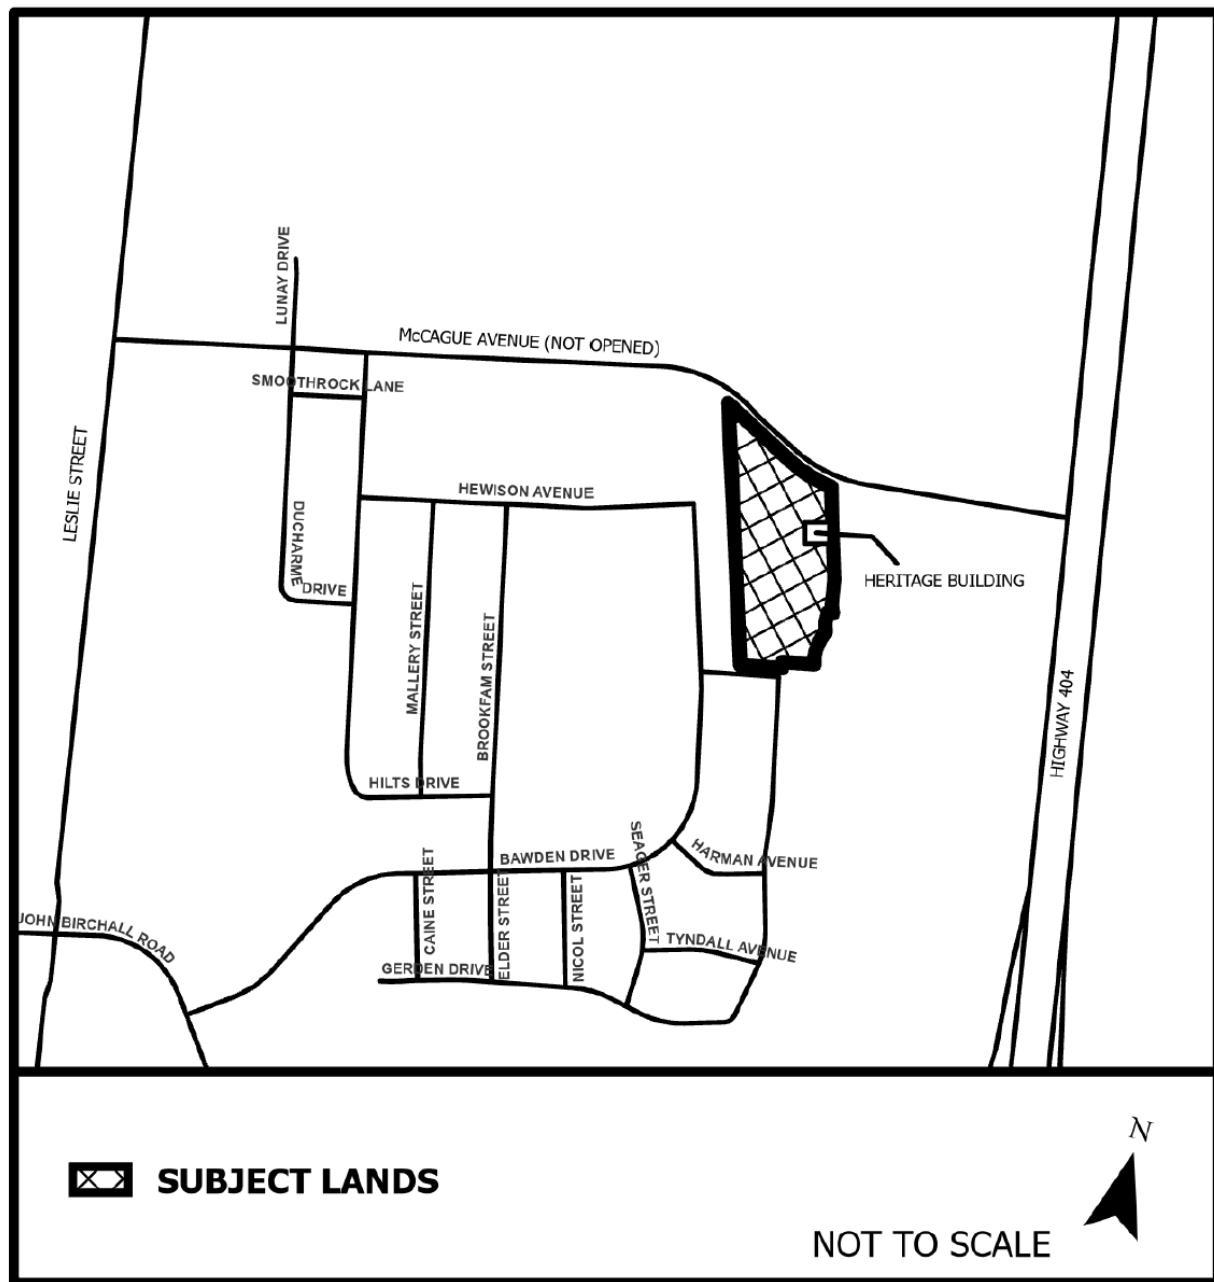 LUNAY DRIVE
McCAGUE AVENUE (NOT OPENED)
SMOOTHROCK LANE
LESLIE STREET
HEWISON AVENUE
DUCHARME
DRIVE
HERITAGE BUILDING
MALLERY STREET
BROOKFAM STREET
HIGHWAY 404
HILTS DRIVE
BAWDEN DRIVE
SEAGER STREET
HARMAN AVENUE
CAINE STREET
ELDER STREET
NICOL STREET
JOHN BIRCHALL ROAD
TYNDALL AVENUE
GERDEN DRIVE
N
SUBJECT LANDS
NOT TO SCALE